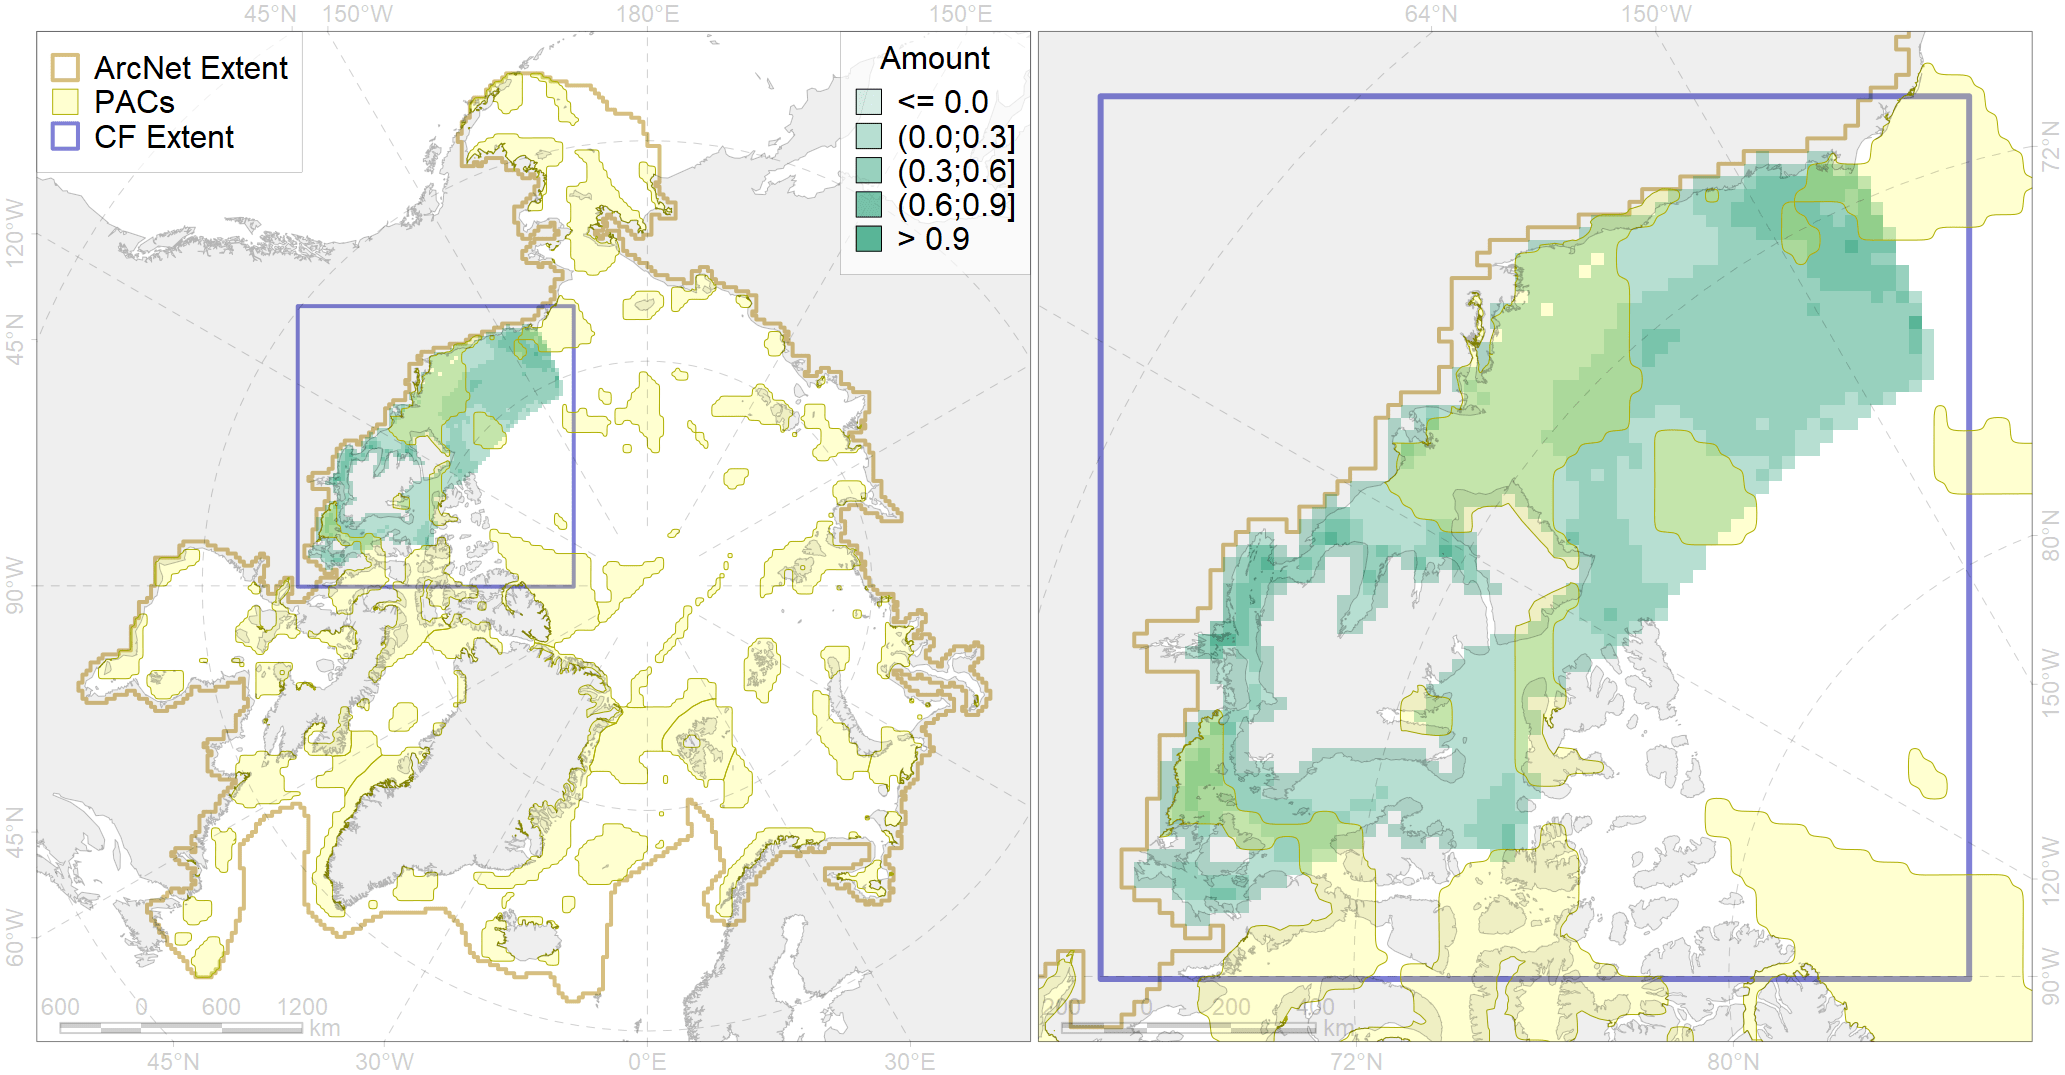 45°N 150°W 180°E 150°E 64°N 150°W
ArcNet Extent
PACs
CF Extent
Amount
<= 0.0
(0.0;0.3]
(0.3;0.6]
(0.6;0.9]
> 0.9
120°W
45°N
90°W
45°N
60°W
72°N
80°N
150°W
120°W
90°W
600 0 600 1200
km
200 0 200 400
km
45°W 30°W 0°E 30°E 72°N 80°N